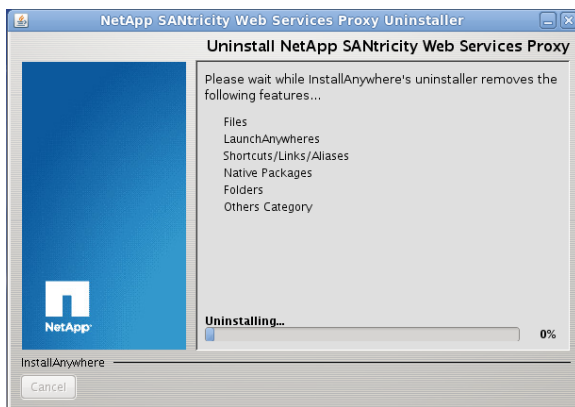 NetApp SANtricity Web Services Proxy Uninstaller
Uninstall NetApp SANtricity Web Services Proxy
Please wait while InstallAnywhere's uninstaller removes the
following features...
Files
LaunchAnywheres
Shortcuts/Links/Aliases
Native Packages
Folders
Others Category
NetApp
Uninstalling...
0%
InstallAnywhere
Cancel